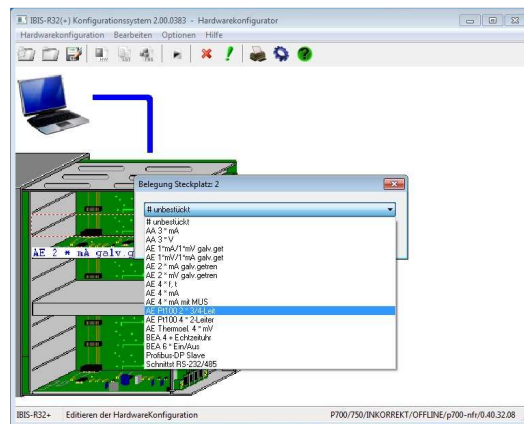 IBIS-R32(+) Konfigurationssystem 2.00.0383 - Hardwarekonfigurator
Hardwarekonfiguration Bearbeiten Optionen Hilfe
Belegung Steckplatz: 2
# unbestückt
# unbestückt
AA 3 * mA
AA 3 * V
AE 1*mA/1*mV galv.get
AE 1*mV/1*mA galv.get
AE 2 * mA galv.getren
AE 2 * mV galv.getren
AE 4 * f, t
AE 4 * mA
AE 4 * mA mit MUS
AE Pt100 2 * 3/4-Leit
AE Pt100 4 * 2-Leiter
AE Thermoel. 4 * mV
BEA 4 + Echtzeituhr
BEA 6 * Ein/Aus
Profibus-DP Slave
Schnittst RS-232/485
AE 2 * mA galv.g
IBIS-R32+ Editieren der HardwareKonfiguration P700/750/INKORREKT/OFFLINE/p700-nfr/0.40.32.08